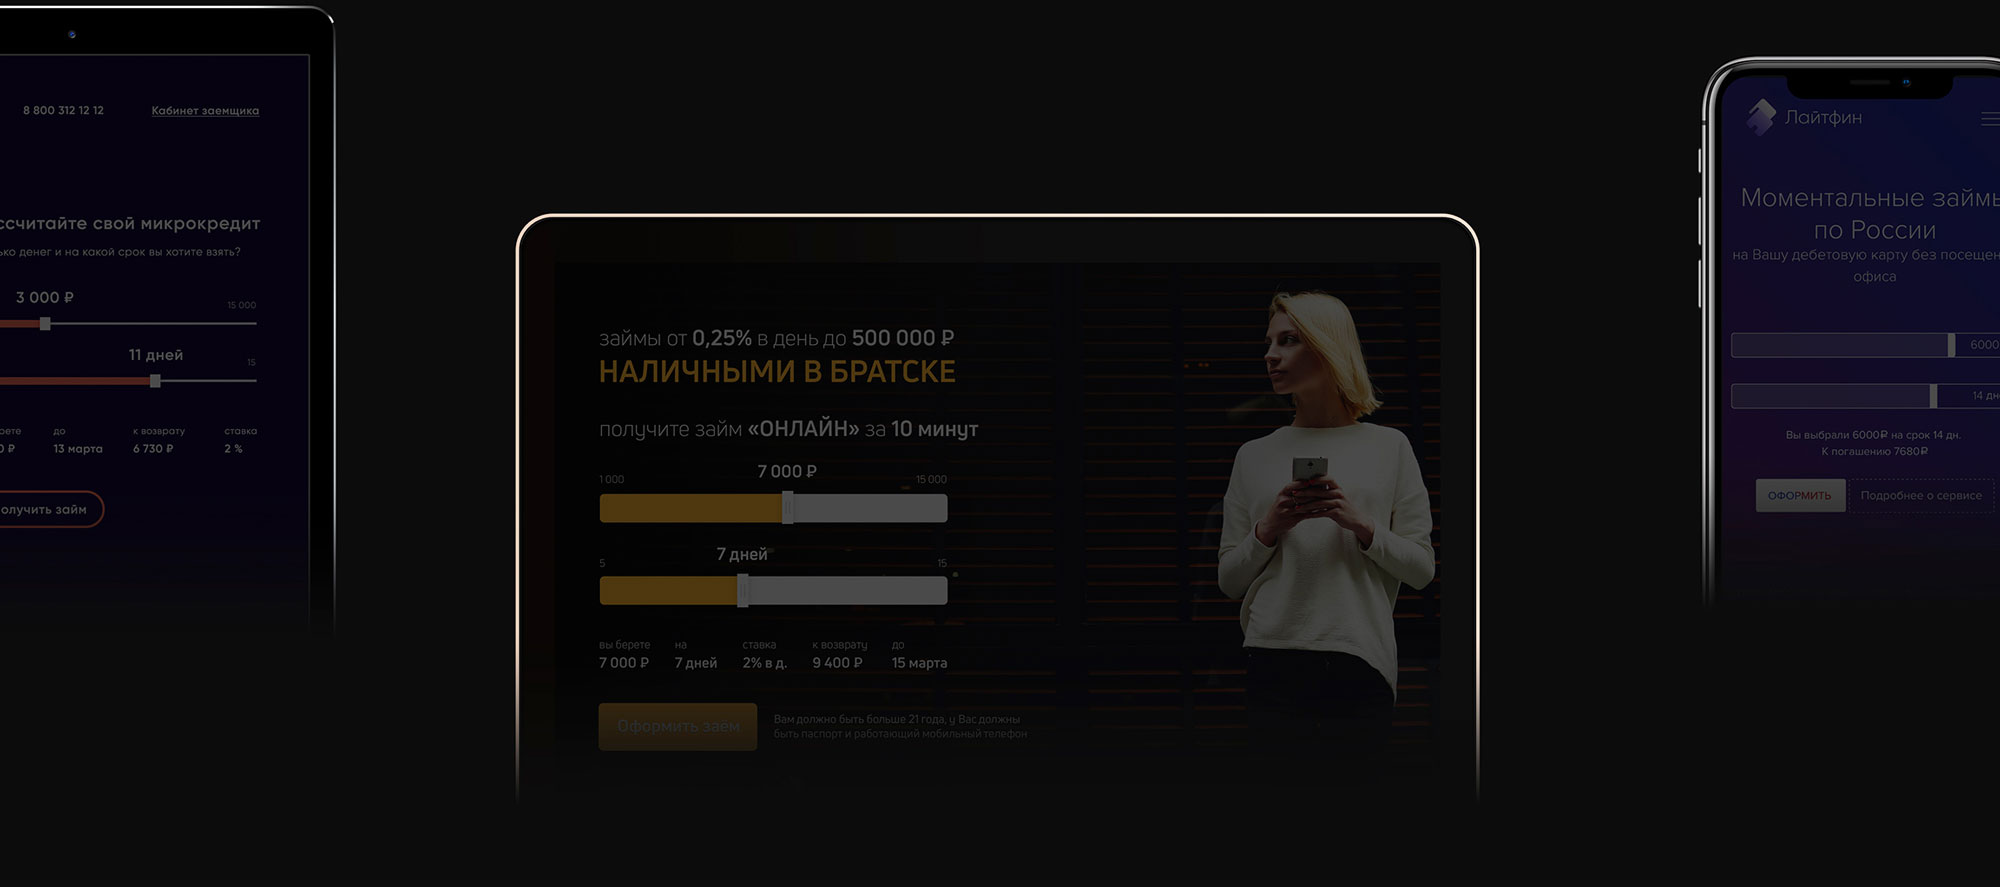 8 800 312 12 12
Кабинет заемщика
ссчитайте свой микрокредит
ько денег и на какой срок вы хотите взять?
3 000 ₽
15 000
11 дней
15
до
к возврату
ставка
13 марта
6 730 ₽
2 %
олучить займ
займы от 0,25% в день до 500 000 ₽
НАЛИЧНЫМИ В БРАТСКЕ
получите займ «ОНЛАЙН» за 10 минут
7 000 ₽
1 000
15 000
7 дней
5
15
вы берете
на
ставка
к возврату
до
7 000 ₽
7 дней
2% в д.
9 400 ₽
15 марта
Оформить заем
Вам должно быть больше 21 года, у Вас должны
быть паспорт и работающий мобильный телефон
Лайтфин
Моментальные займы
по России
на Вашу дебетовую карту без посещен
офиса
6000
14 дн
Вы выбрали 6000₽ на срок 14 дн.
К погашению 7680₽
ОФОРМИТЬ
Подробнее о сервисе